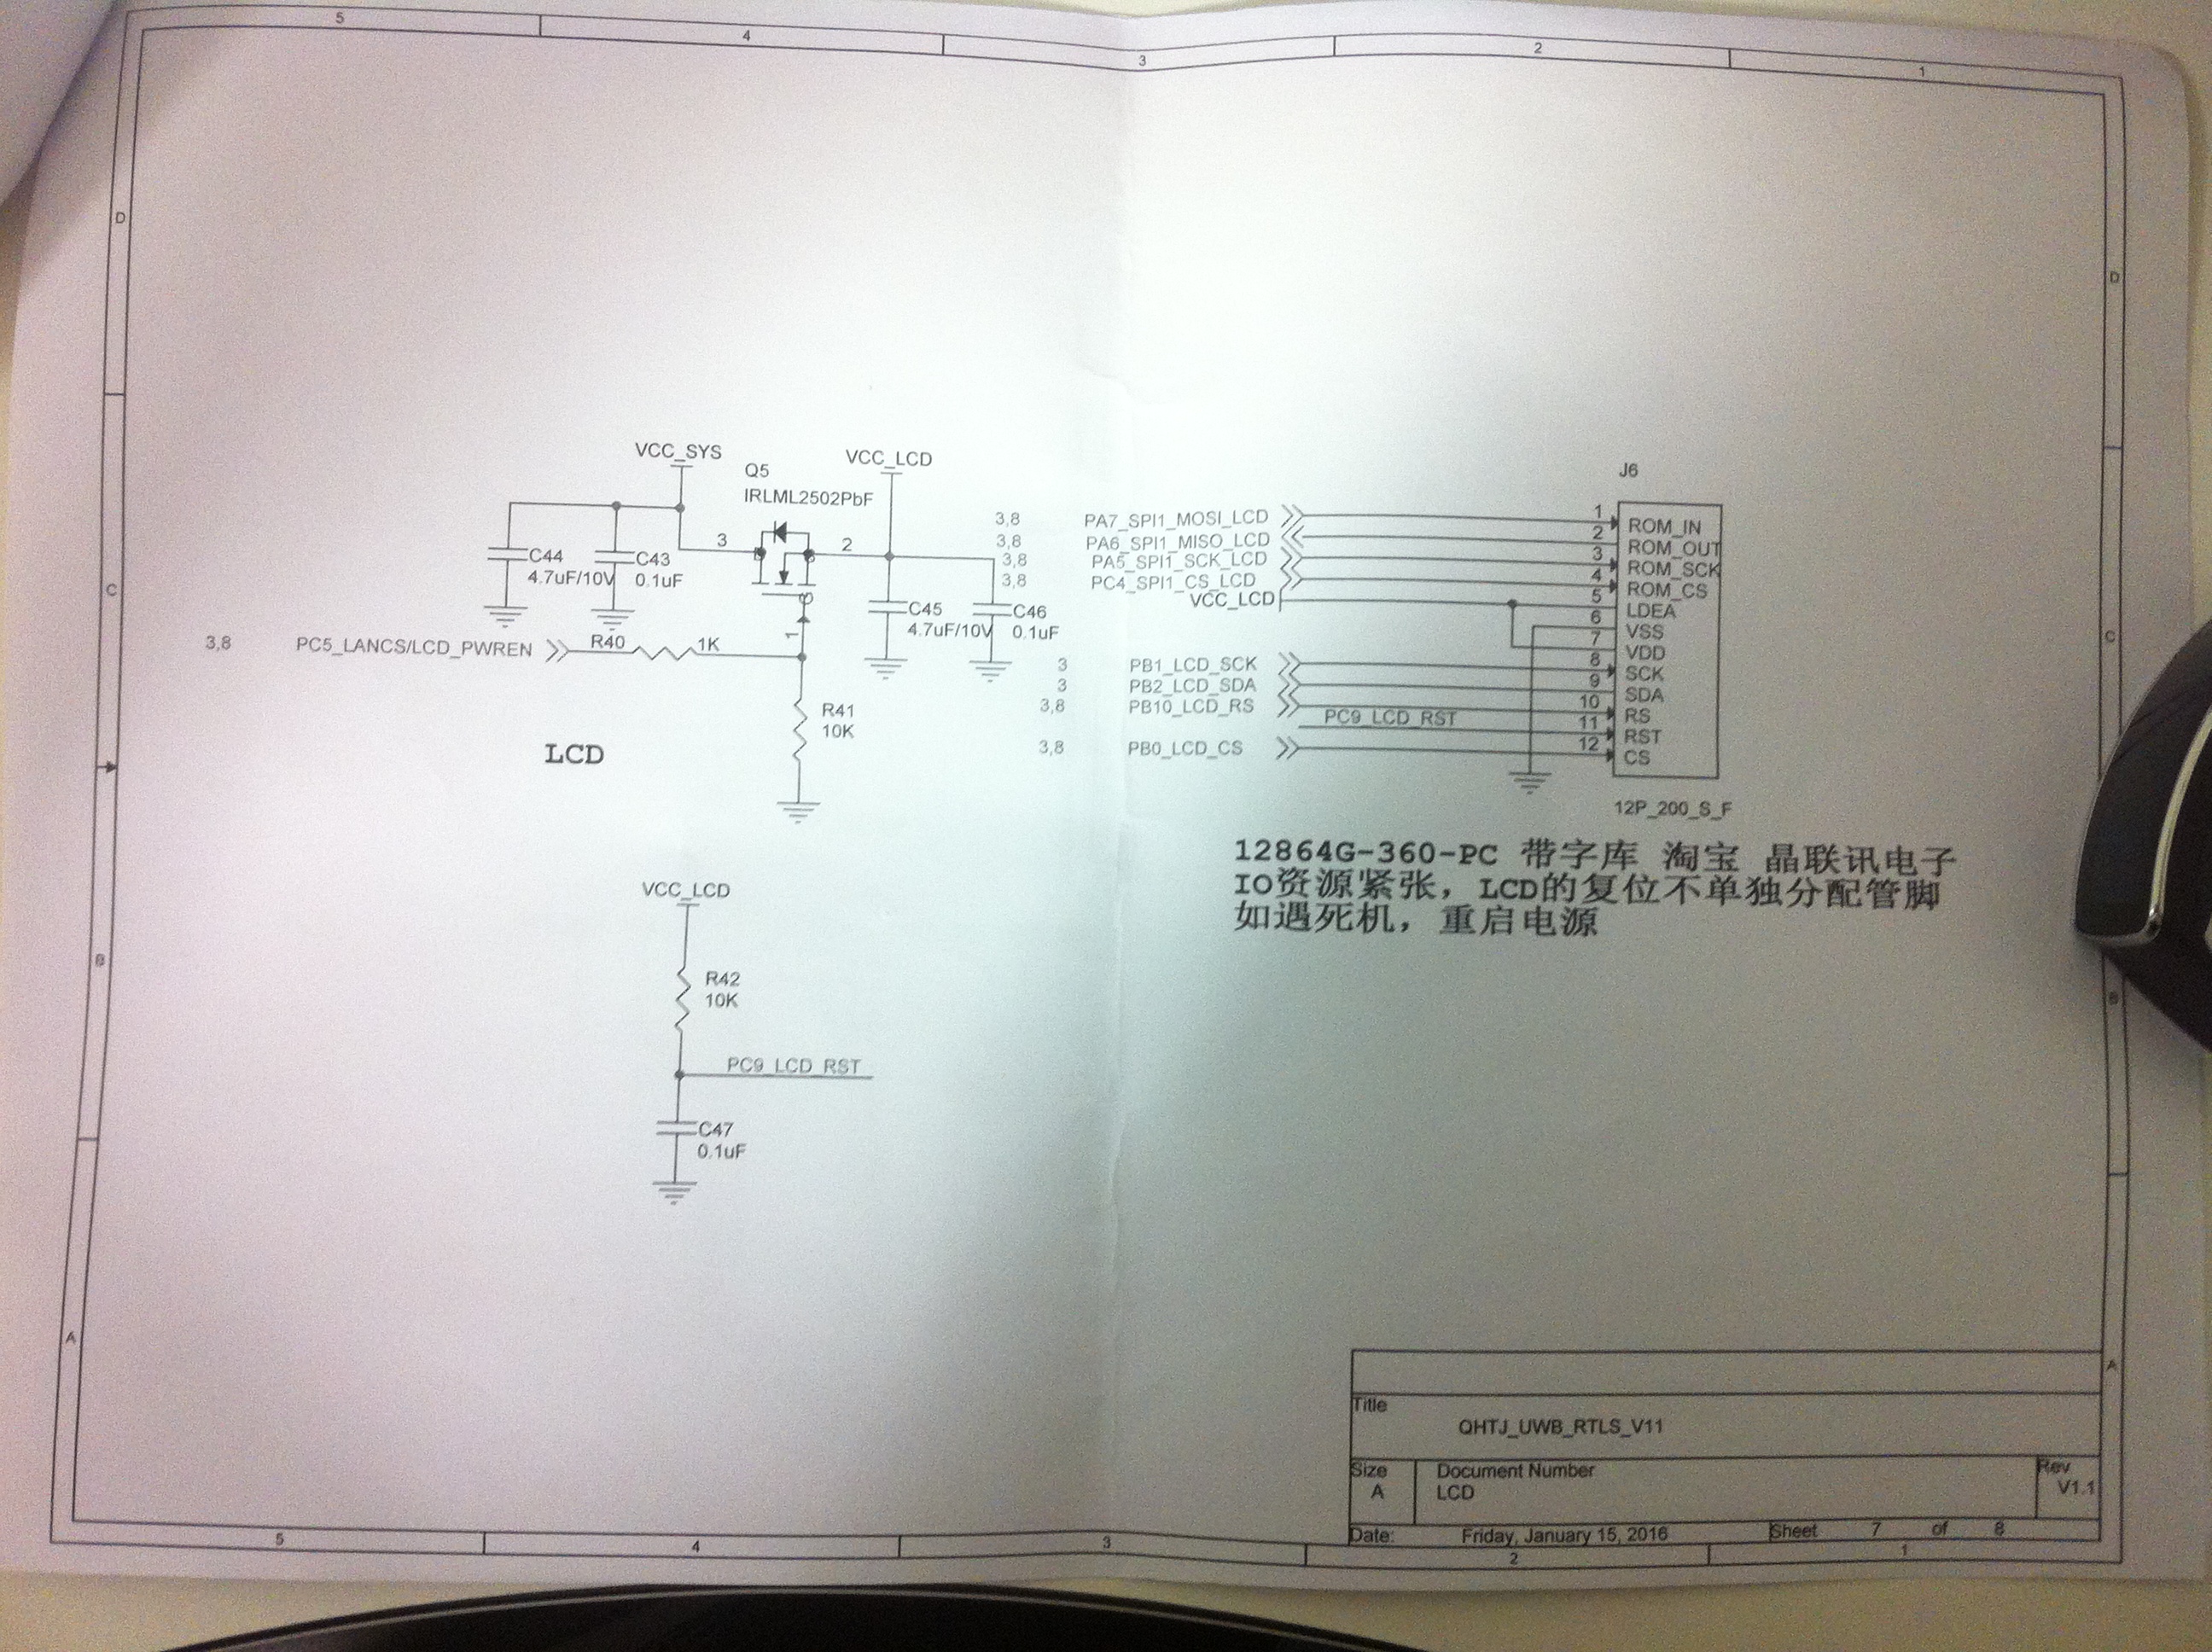 5
4
3
2
1
D
D
VCC_SYS
Q5
VCC_LCD
IRLML2502PbF
J6
3
2
C44
4.7uF/10V
C43
0.1uF
C45
4.7uF/10V
C46
0.1uF
1
3,8 PC5_LANCS/LCD_PWREN R40 1K
R41
10K
LCD
3,8 PA7_SPI1_MOSI_LCD 1 ROM_IN
3,8 PA6_SPI1_MISO_LCD 2 ROM_OUT
3,8 PA5_SPI1_SCK_LCD 3 ROM_SCK
3,8 PC4_SPI1_CS_LCD 4 ROM_CS
VCC_LCD 5 LDEA
6 VSS
7 VDD
3 PB1_LCD_SCK 8 SCK
3 PB2_LCD_SDA 9 SDA
3,8 PB10_LCD_RS 10 RS
PC9_LCD_RST 11 RST
3,8 PB0_LCD_CS 12 CS
12P_200_S_F
C
C
12864G-360-PC 带字库 淘宝 晶联讯电子
IO资源紧张，LCD的复位不单独分配管脚
如遇死机，重启电源
VCC_LCD
R42
10K
PC9_LCD_RST
C47
0.1uF
B
B
A
A
Title
QHTJ_UWB_RTLS_V11
Size Document Number Rev
A LCD V1.1
Date: Friday, January 15, 2016 Sheet 7 of 8
5
4
3
2
1